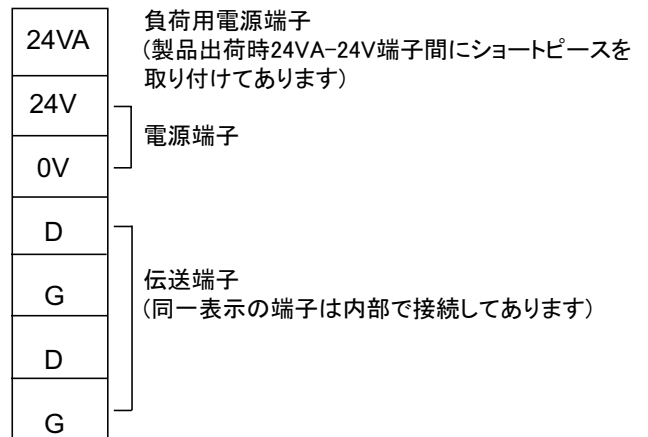 24VA
負荷用電源端子
(製品出荷時24VA-24V端子間にショートピースを
取り付けてあります)
24V
0V
電源端子
D
G
D
G
伝送端子
(同一表示の端子は内部で接続してあります)